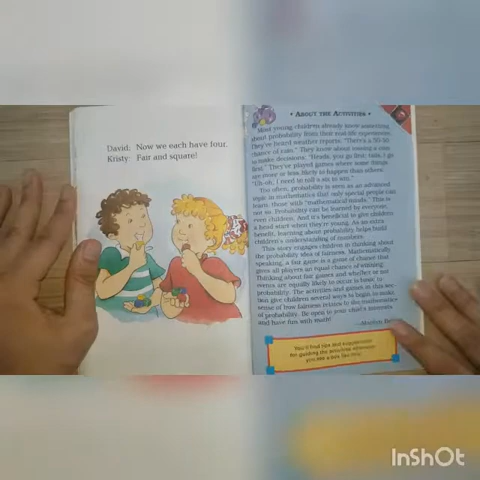 David: Now we each have four.
Kristy: Fair and square!
• ABOUT THE ACTIVITIES •
Most young children already know something
about probability from their real-life experiences.
They've heard weather reports: "There's a 50-50
chance of rain." They know about tossing a coin
to make decisions: "Heads, you go first; tails, I go
first." They've played games where some things
are more or less likely to happen than others:
"Uh-oh, I need to roll a six to win."
Too often, probability is seen as an advanced
topic in mathematics that only special people can
learn, those with "mathematical minds." This is
not so. Probability can be learned by everyone,
even children. And it's beneficial to give children
a head start when they're young. As an extra
benefit, learning about probability helps build
children's understanding of numbers.
This story engages children in thinking about
the probability idea of fairness. Mathematically
speaking, a fair game is a game of chance that
gives all players an equal chance of winning.
Thinking about fair games and whether or not
events are equally likely to occur is basic to
probability. The activities and games in this sec-
tion give children several ways to begin to make
sense of how fairness relates to the mathematics
of probability. Be open to your child's interests,
and have fun with math!
—Marilyn Burns
You'll find tips and suggestions
for guiding the activities whenever
you see a box like this!
InShOt